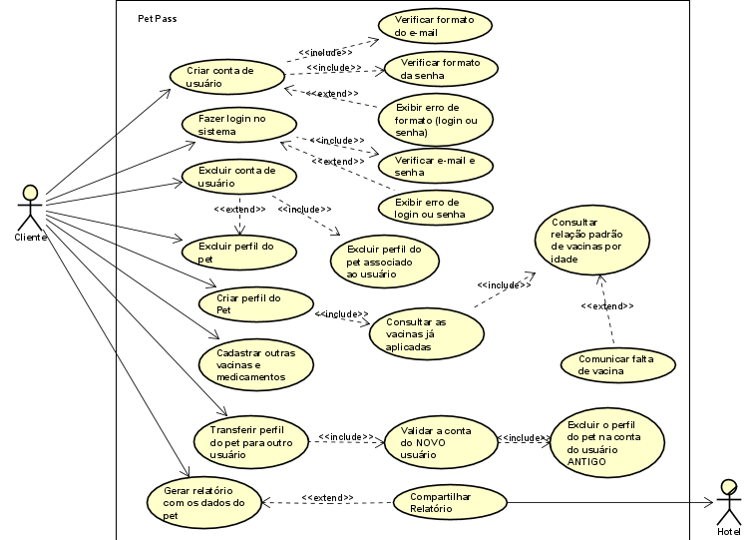 Pet Pass
Verificar formato
do e-mail
<<include>>
Verificar formato
da senha
<<include>>
Criar conta de
usuário
<<extend>>
Exibir erro de
formato (login ou
senha)
Fazer login no
sistema
<<include>>
Verificar e-mail e
senha
<<extend>>
Exibir erro de
login ou senha
Excluir conta de
usuário
<<extend>>
<<include>>
Cliente
Excluir perfil do
pet
Excluir perfil do
pet associado
ao usuário
Consultar
relação padrão
de vacinas por
idade
<<include>>
Criar perfil do
Pet
<<include>>
Consultar as
vacinas já
aplicadas
<<extend>>
Comunicar falta
de vacina
Cadastrar outras
vacinas e
medicamentos
Transferir perfil
do pet para outro
usuário
<<include>>
Validar a conta
do NOVO
usuário
<<include>>
Excluir o perfil
do pet na conta
do usuário
ANTIGO
Gerar relatório
com os dados do
pet
<<extend>>
Compartilhar
Relatório
Hotel